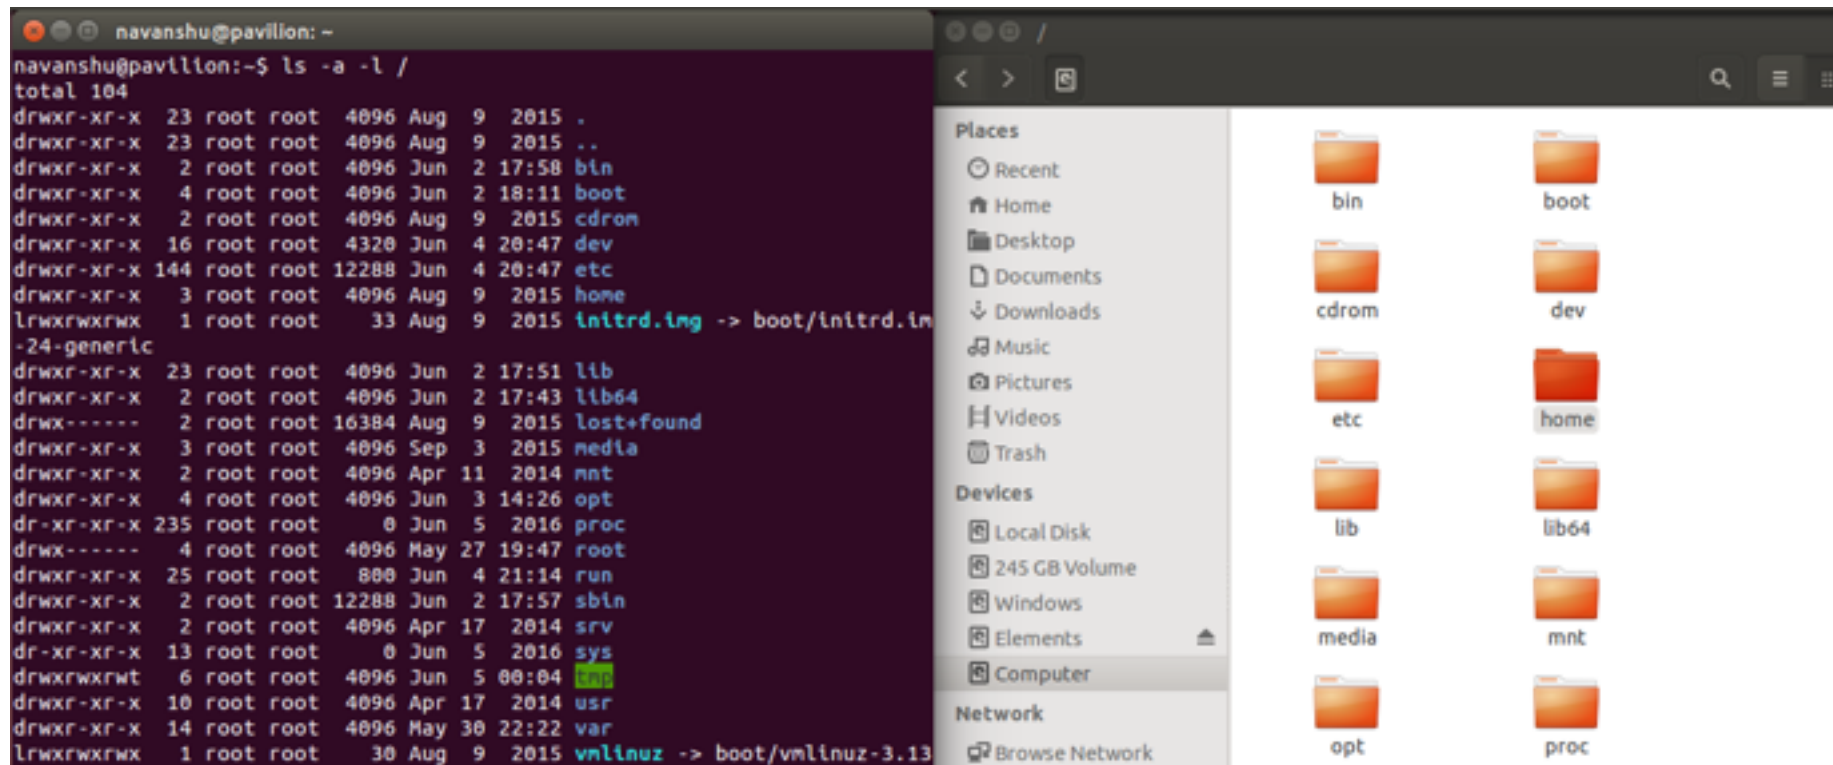 navanshu@pavilion: ~
navanshu@pavilion:~$ ls -a -l /
total 104
drwxr-xr-x  23 root root  4096 Aug  9  2015 .
drwxr-xr-x  23 root root  4096 Aug  9  2015 ..
drwxr-xr-x   2 root root  4096 Jun  2 17:58 bin
drwxr-xr-x   4 root root  4096 Jun  2 18:11 boot
drwxr-xr-x   2 root root  4096 Aug  9  2015 cdrom
drwxr-xr-x  16 root root  4320 Jun  4 20:47 dev
drwxr-xr-x 144 root root 12288 Jun  4 20:47 etc
drwxr-xr-x   3 root root  4096 Aug  9  2015 home
lrwxrwxrwx   1 root root    33 Aug  9  2015 initrd.img -> boot/initrd.im
-24-generic
drwxr-xr-x  23 root root  4096 Jun  2 17:51 lib
drwxr-xr-x   2 root root  4096 Jun  2 17:43 lib64
drwx------   2 root root 16384 Aug  9  2015 lost+found
drwxr-xr-x   3 root root  4096 Sep  3  2015 media
drwxr-xr-x   2 root root  4096 Apr 11  2014 mnt
drwxr-xr-x   4 root root  4096 Jun  3 14:26 opt
dr-xr-xr-x 235 root root     0 Jun  5  2016 proc
drwx------   4 root root  4096 May 27 19:47 root
drwxr-xr-x  25 root root   800 Jun  4 21:14 run
drwxr-xr-x   2 root root 12288 Jun  2 17:57 sbin
drwxr-xr-x   2 root root  4096 Apr 17  2014 srv
dr-xr-xr-x  13 root root     0 Jun  5  2016 sys
drwxrwxrwt   6 root root  4096 Jun  5 00:04 tmp
drwxr-xr-x  10 root root  4096 Apr 17  2014 usr
drwxr-xr-x  14 root root  4096 May 30 22:22 var
lrwxrwxrwx   1 root root    30 Aug  9  2015 vmlinuz -> boot/vmlinuz-3.13
/
Places
Recent
Home
Desktop
Documents
Downloads
Music
Pictures
Videos
Trash
Devices
Local Disk
245 GB Volume
Windows
Elements
Computer
Network
Browse Network
bin boot
cdrom dev
etc home
lib lib64
media mnt
opt proc